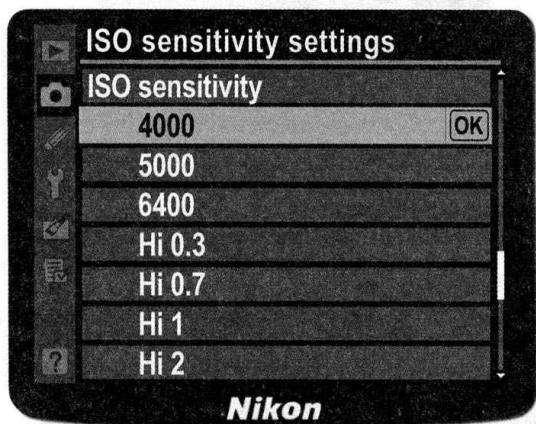 ISO sensitivity settings
ISO sensitivity
4000 OK
5000
6400
Hi 0.3
Hi 0.7
Hi 1
Hi 2
?
Nikon